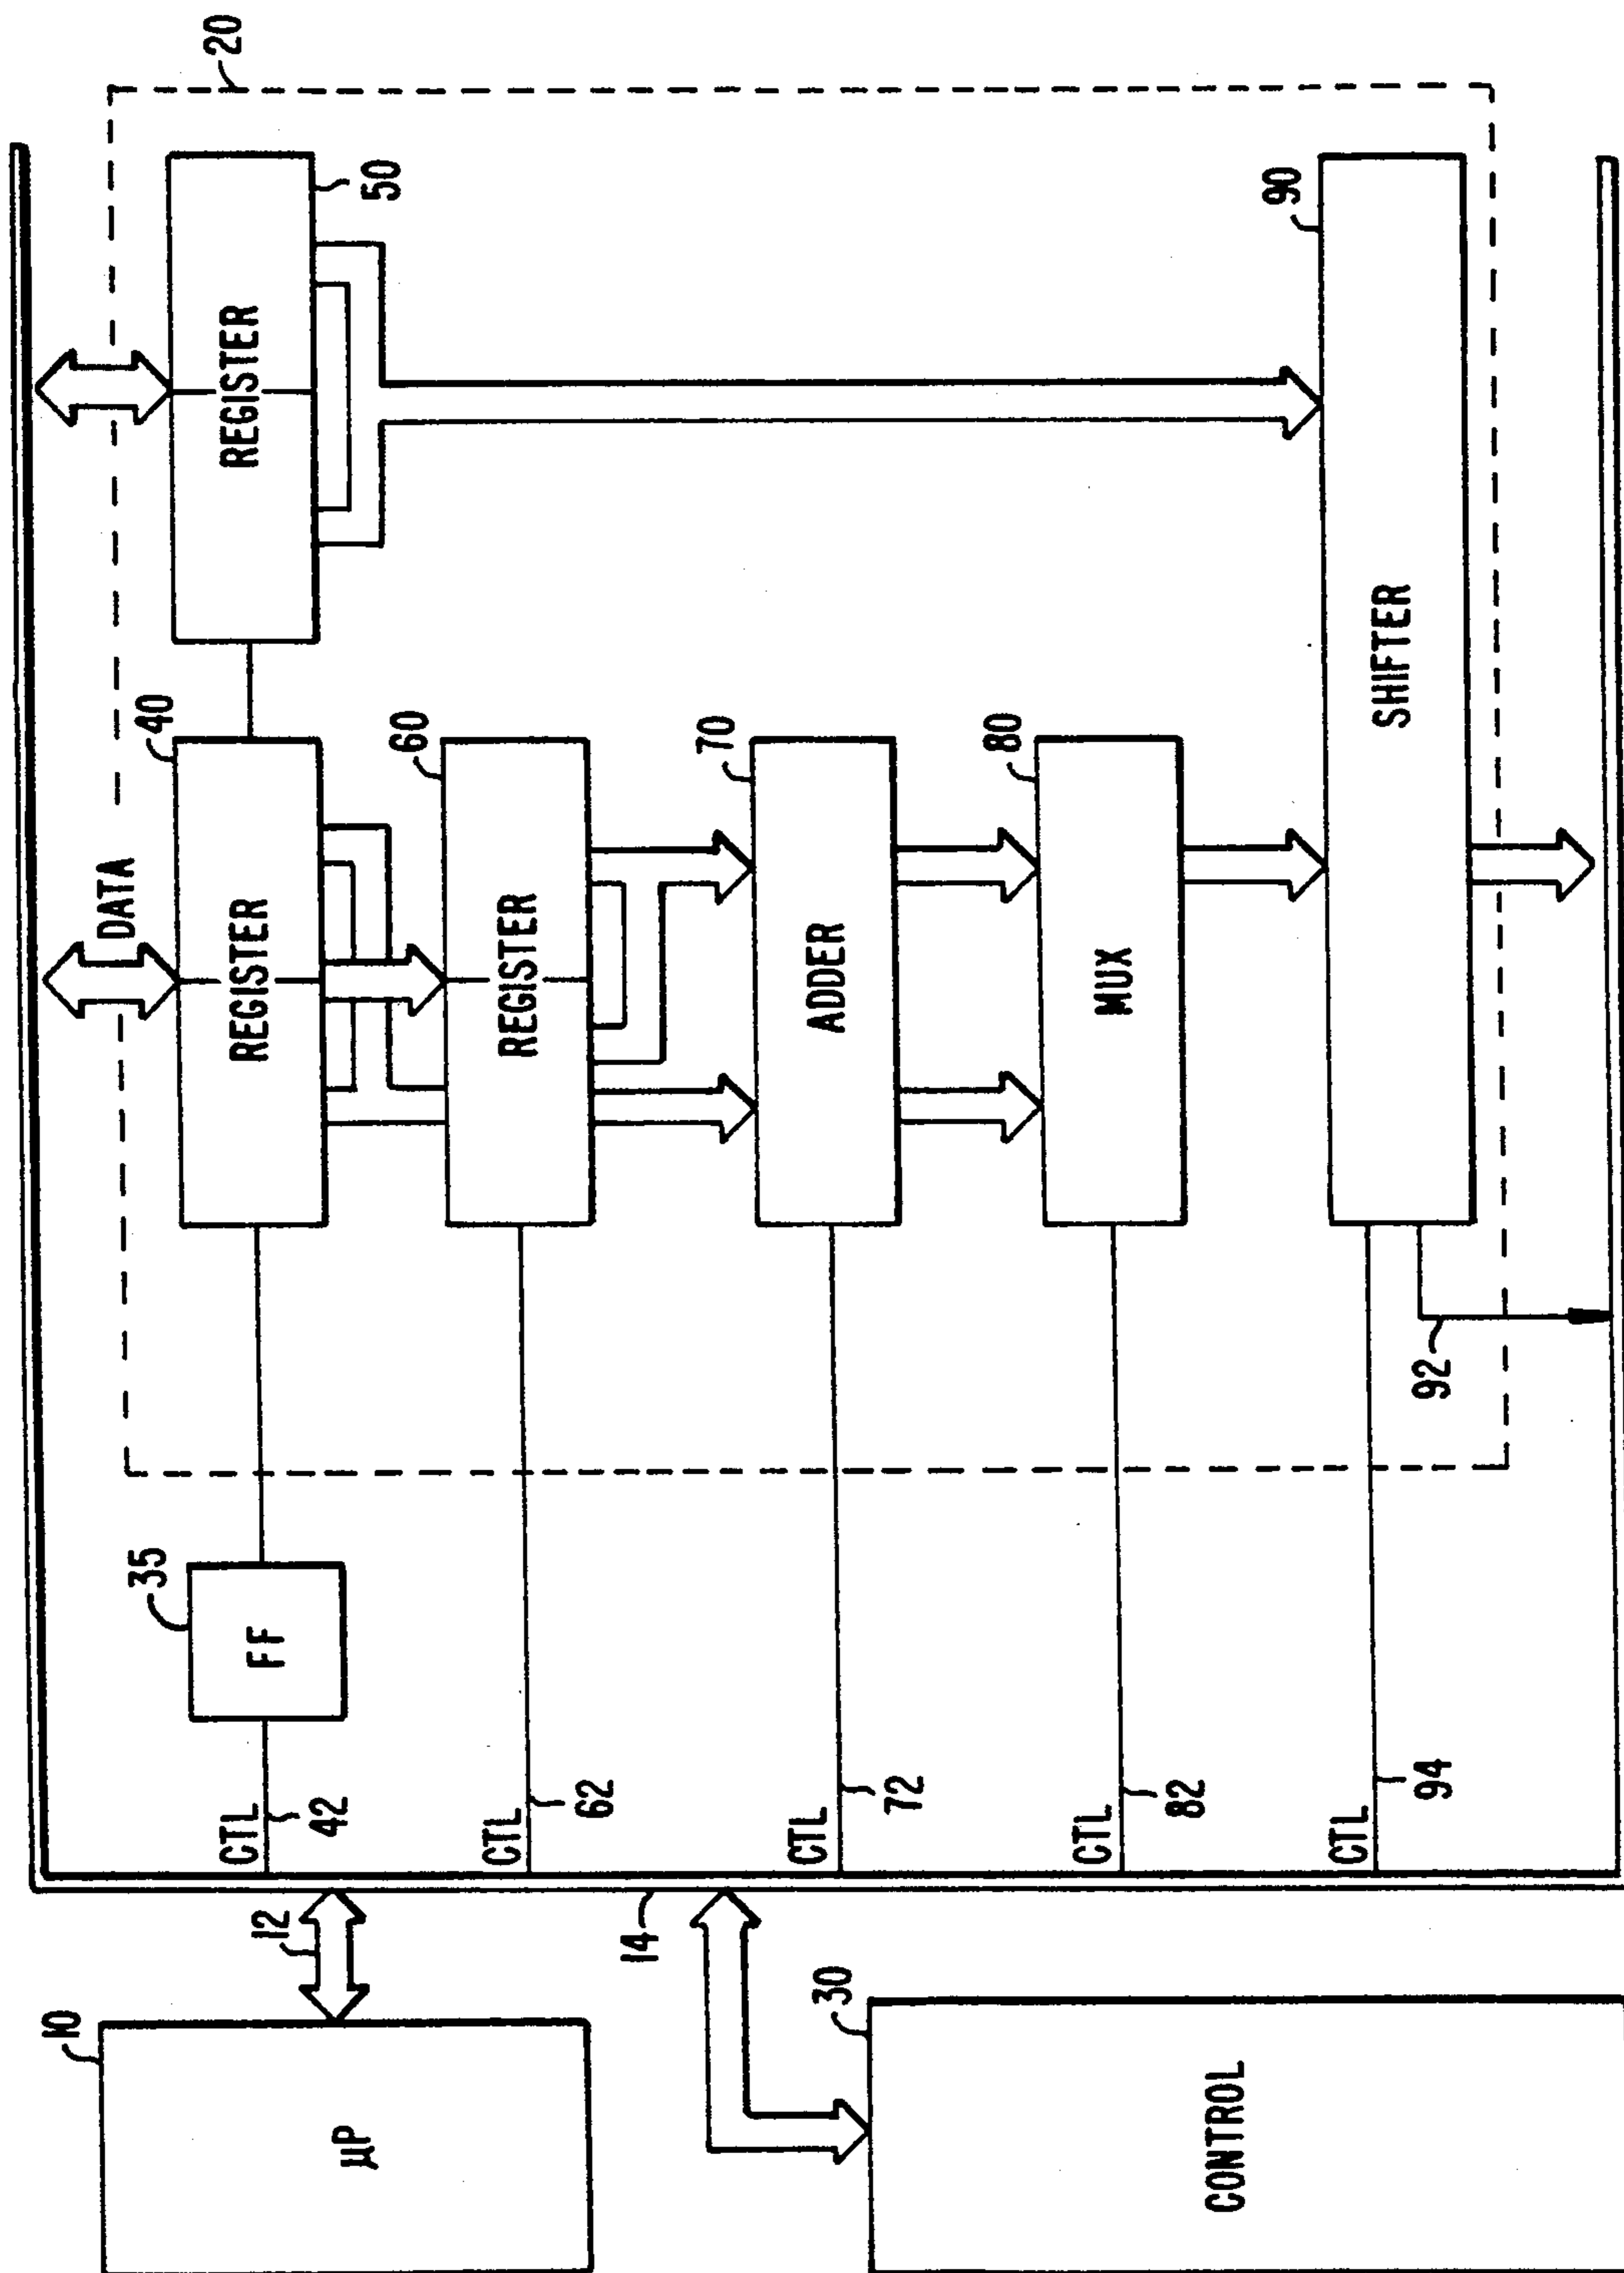 10
µP
12
14
30
CONTROL
CTL
42
CTL
62
CTL
72
CTL
82
CTL
94
35
FF
20
DATA
40
REGISTER
50
REGISTER
60
REGISTER
70
ADDER
80
MUX
90
SHIFTER
92